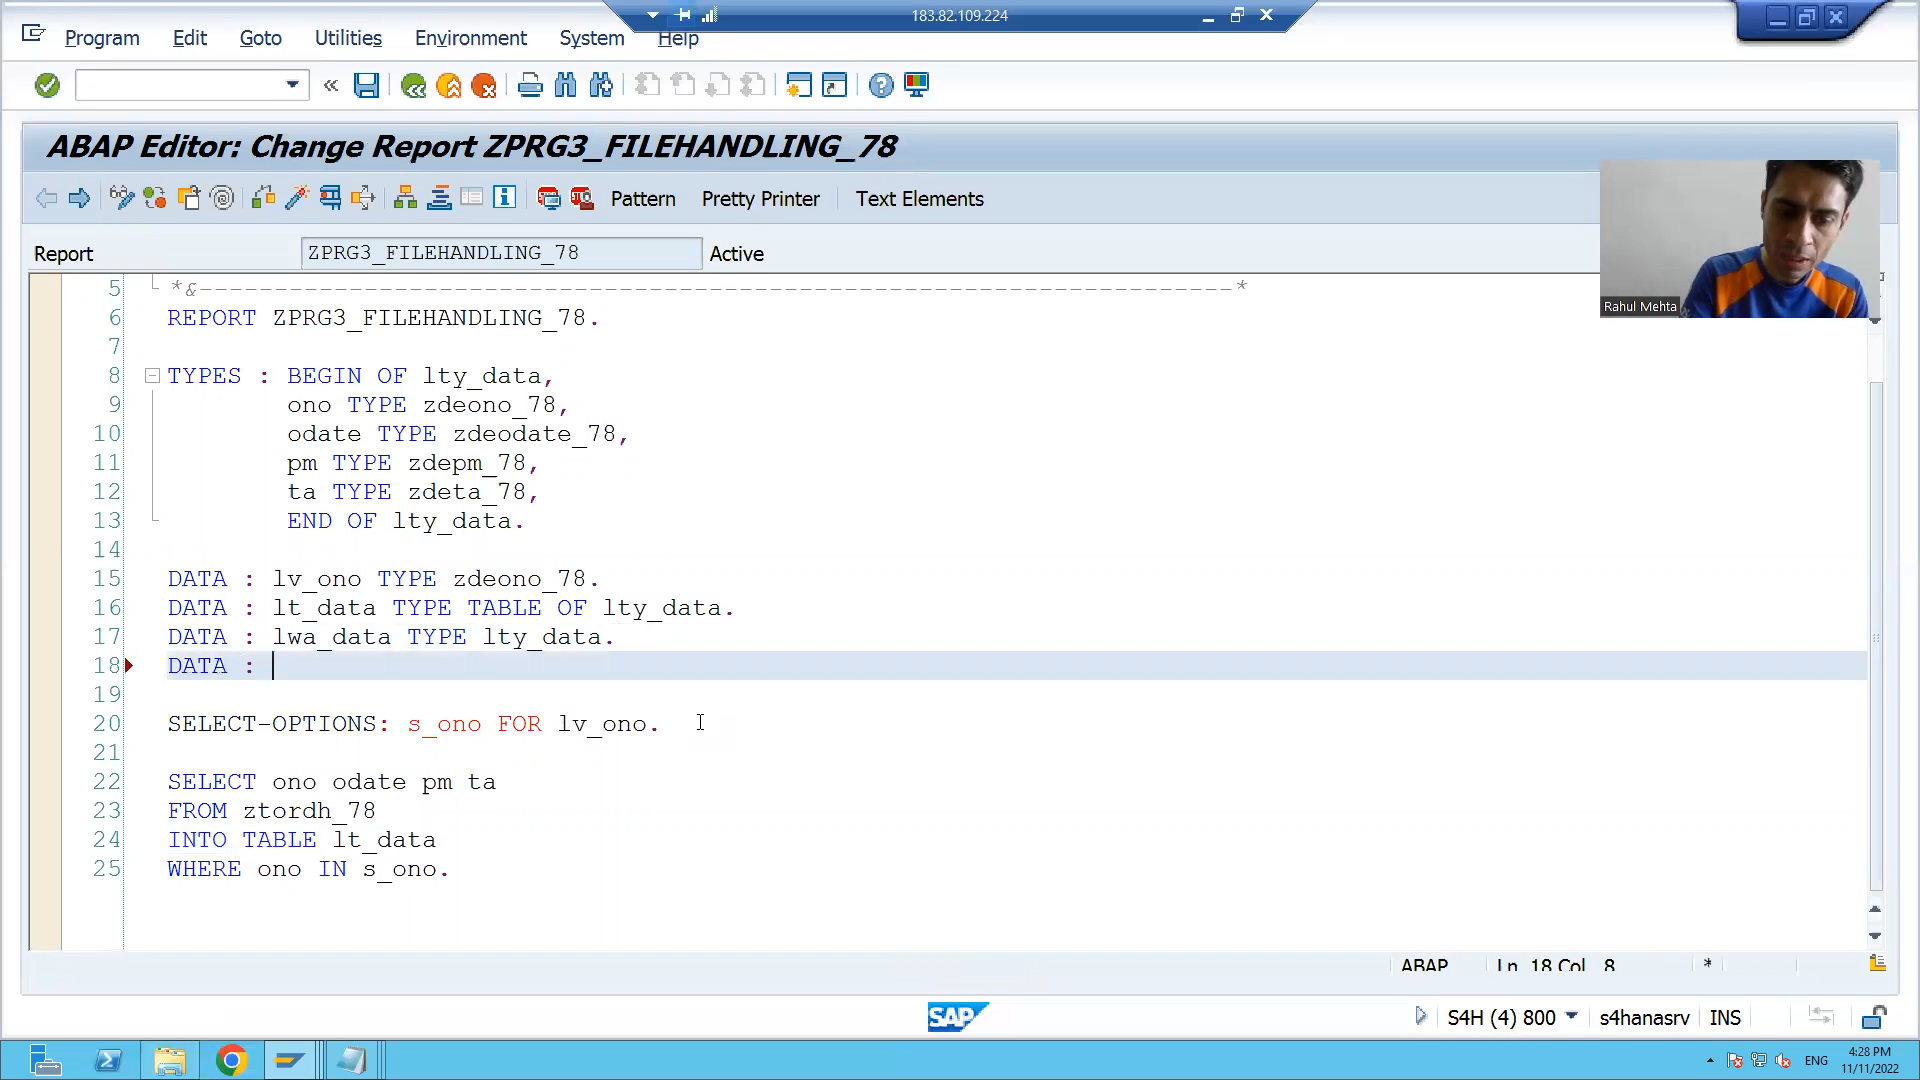 183.82.109.224
Program Edit Goto Utilities Environment System Help
ABAP Editor: Change Report ZPRG3_FILEHANDLING_78
Pattern Pretty Printer Text Elements
Report ZPRG3_FILEHANDLING_78 Active
Rahul Mehta
5 *&---------------------------------------------------------------------*
6 REPORT ZPRG3_FILEHANDLING_78.
7
8 TYPES : BEGIN OF lty_data,
9 ono TYPE zdeono_78,
10 odate TYPE zdeodate_78,
11 pm TYPE zdepm_78,
12 ta TYPE zdeta_78,
13 END OF lty_data.
14
15 DATA : lv_ono TYPE zdeono_78.
16 DATA : lt_data TYPE TABLE OF lty_data.
17 DATA : lwa_data TYPE lty_data.
18 DATA :
19
20 SELECT-OPTIONS: s_ono FOR lv_ono.
21
22 SELECT ono odate pm ta
23 FROM ztordh_78
24 INTO TABLE lt_data
25 WHERE ono IN s_ono.
ABAP Ln 18 Col 8 *
SAP S4H (4) 800 s4hanasrv INS
ENG 4:28 PM
11/11/2022